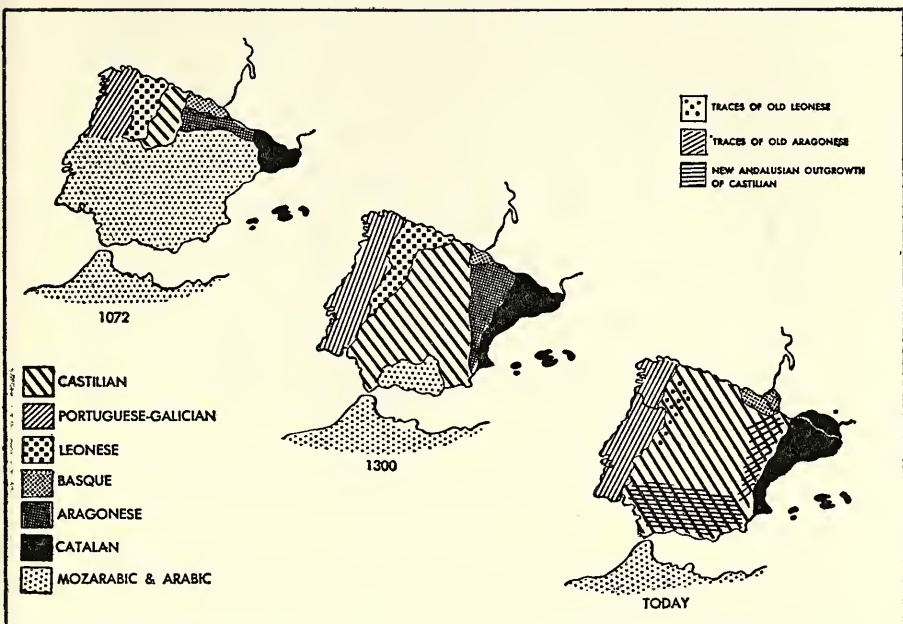 TRACES OF OLD LEONESE
TRACES OF OLD ARAGONESE
NEW ANDALUSIAN OUTGROWTH
OF CASTILIAN
1072
CASTILIAN
PORTUGUESE-GALICIAN
LEONESE
BASQUE
ARAGONESE
CATALAN
MOZARABIC & ARABIC
1300
TODAY